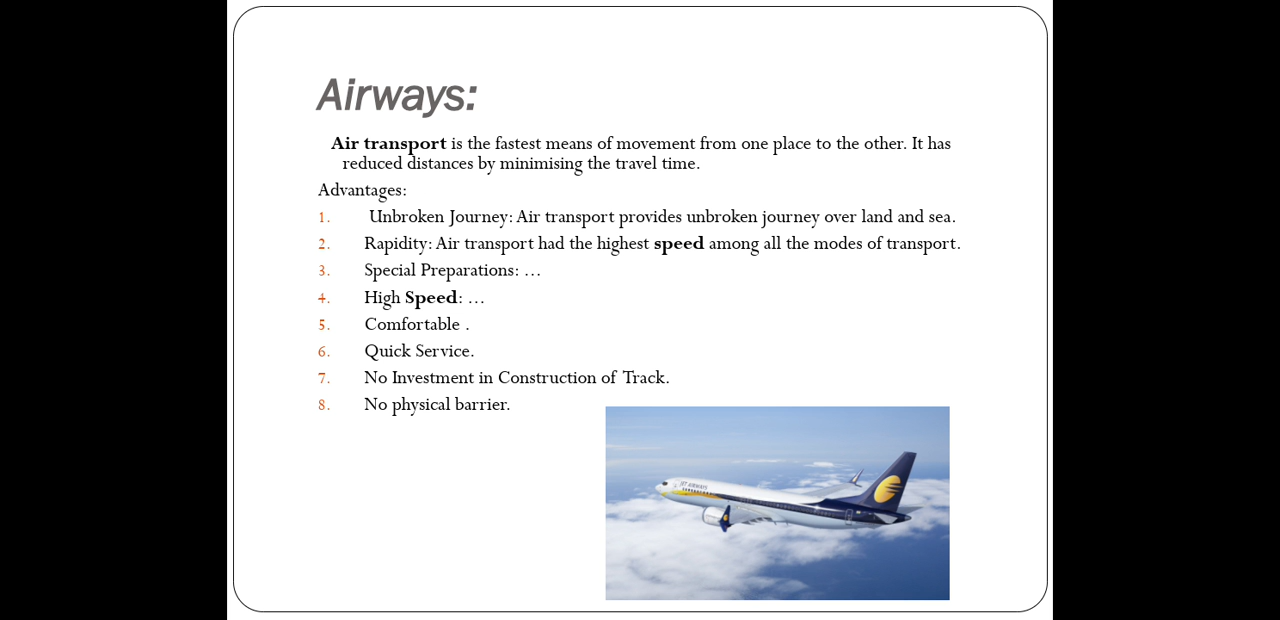 Airways:
Air transport is the fastest means of movement from one place to the other. It has
reduced distances by minimising the travel time.
Advantages:
1. Unbroken Journey: Air transport provides unbroken journey over land and sea.
2. Rapidity: Air transport had the highest speed among all the modes of transport.
3. Special Preparations: …
4. High Speed: …
5. Comfortable .
6. Quick Service.
7. No Investment in Construction of Track.
8. No physical barrier.
JET AIRWAYS